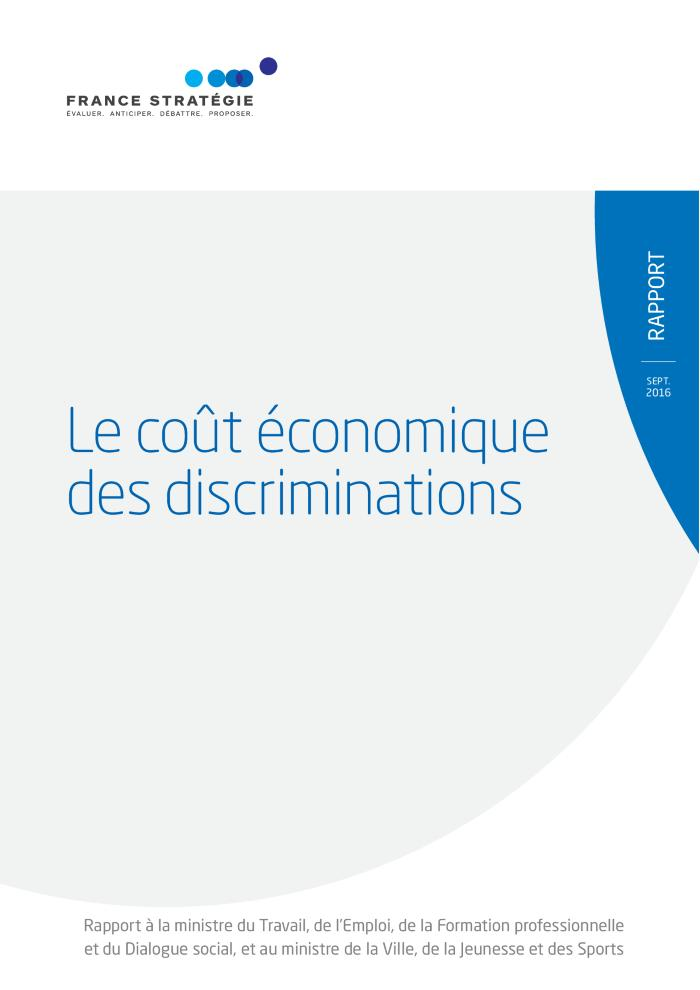 FRANCE STRATÉGIE
ÉVALUER. ANTICIPER. DÉBATTRE. PROPOSER.
RAPPORT
SEPT.
2016
Le coût économique
des discriminations
Rapport à la ministre du Travail, de l'Emploi, de la Formation professionnelle
et du Dialogue social, et au ministre de la Ville, de la Jeunesse et des Sports